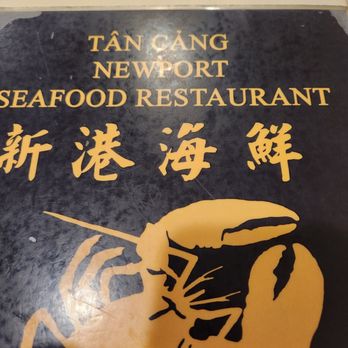 TÂN CẢNG
NEWPORT
SEAFOOD RESTAURANT
新港海鮮